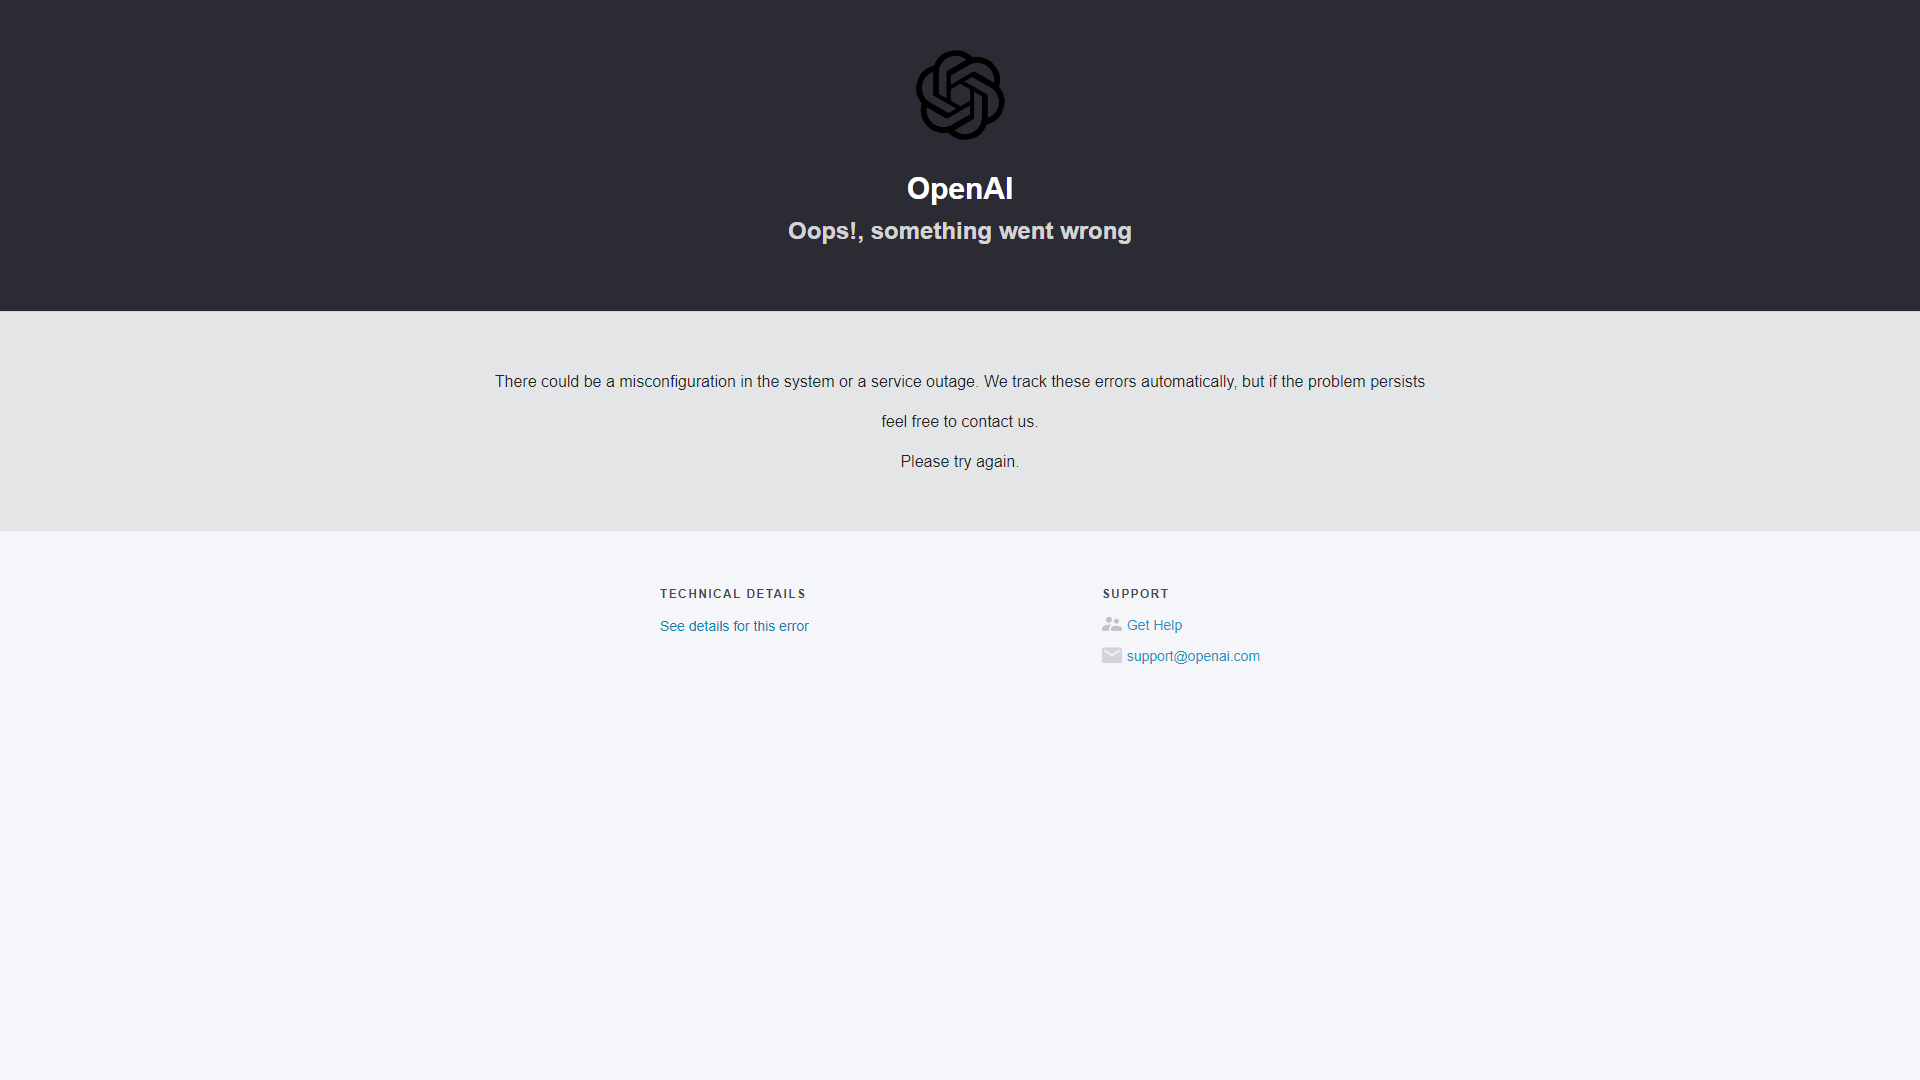 OpenAI
Oops!, something went wrong
There could be a misconfiguration in the system or a service outage. We track these errors automatically, but if the problem persists
feel free to contact us.
Please try again.
TECHNICAL DETAILS
See details for this error
SUPPORT
Get Help
support@openai.com